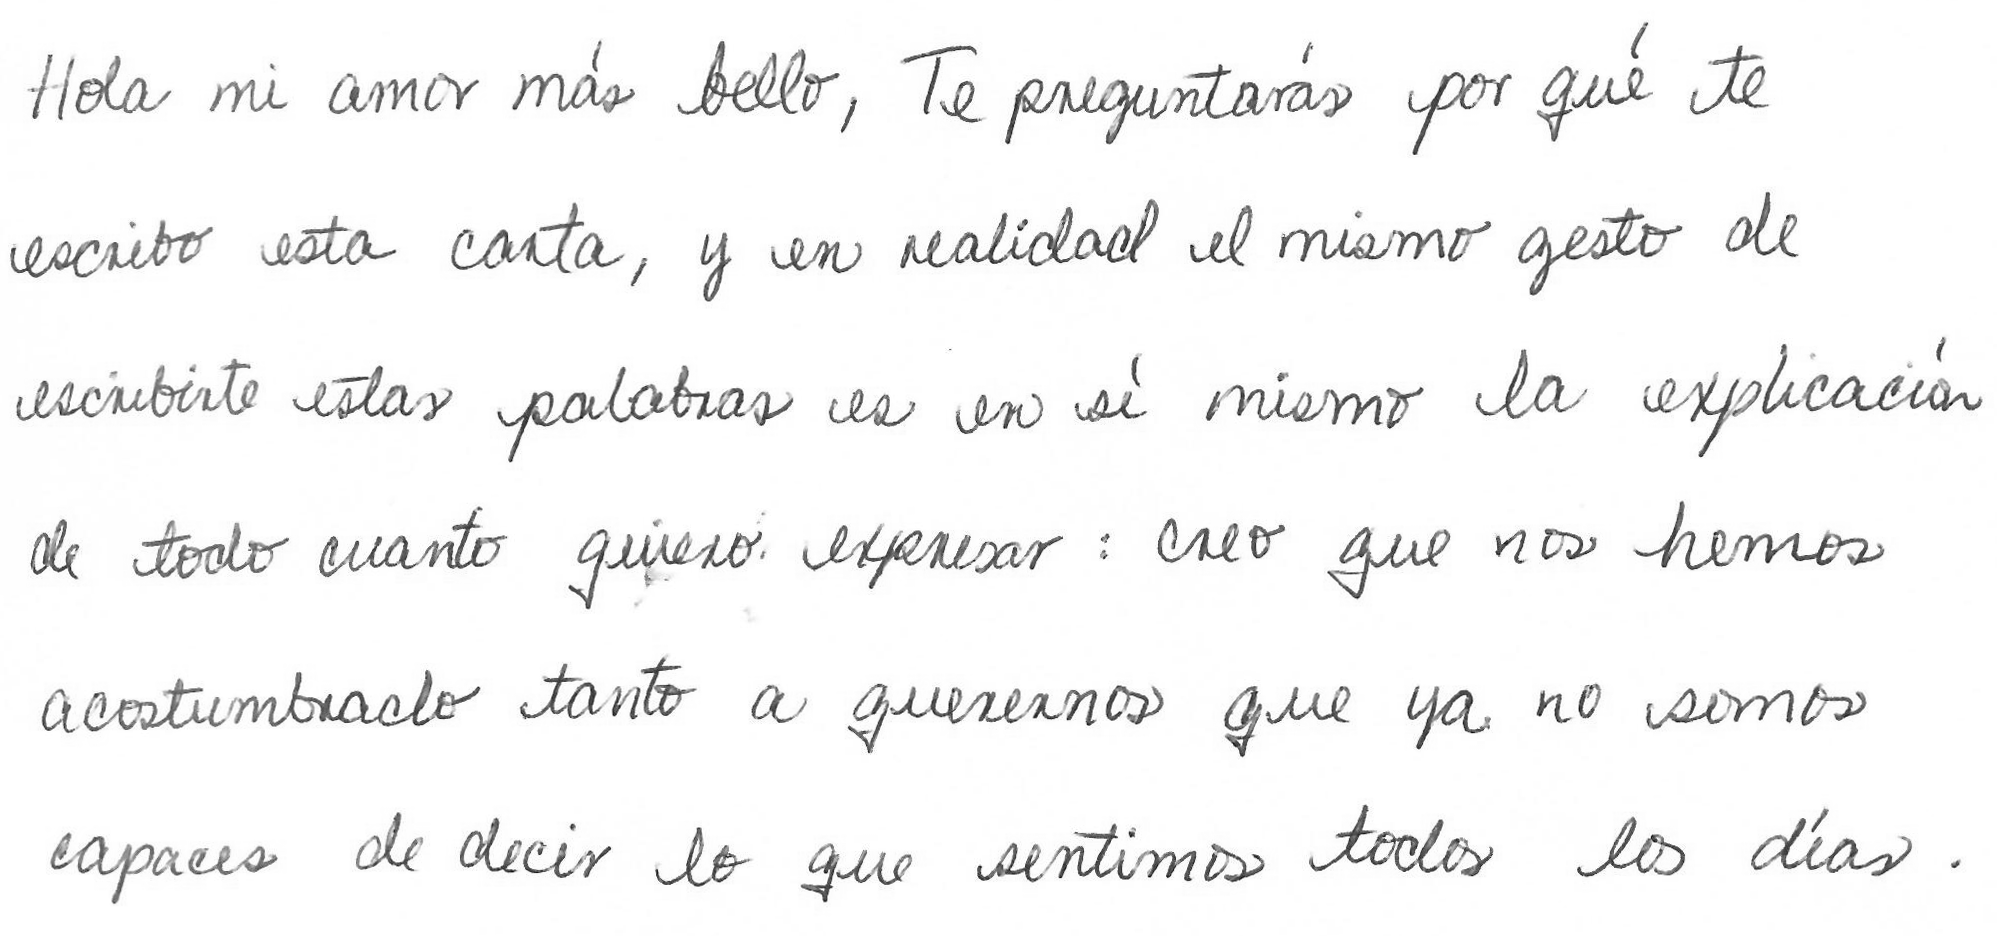 Hola mi amor más bello, Te preguntarás por qué te
escribo esta carta, y en realidad el mismo gesto de
escribirte estas palabras es en sí mismo la explicación
de todo cuanto quiero expresar: creo que nos hemos
acostumbrado tanto a querernos que ya no somos
capaces de decir lo que sentimos todos los días.